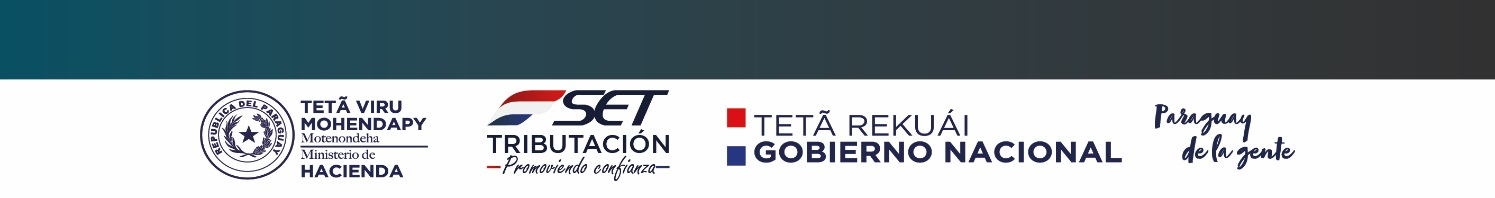 REPUBLICA DEL PARAGUAY
TETÃ VIRU
MOHENDAPY
Motenondeha
Ministerio de
HACIENDA
SET
TRIBUTACIÓN
Promoviendo confianza
TETÃ REKUÁI
GOBIERNO NACIONAL
Paraguay
de la gente